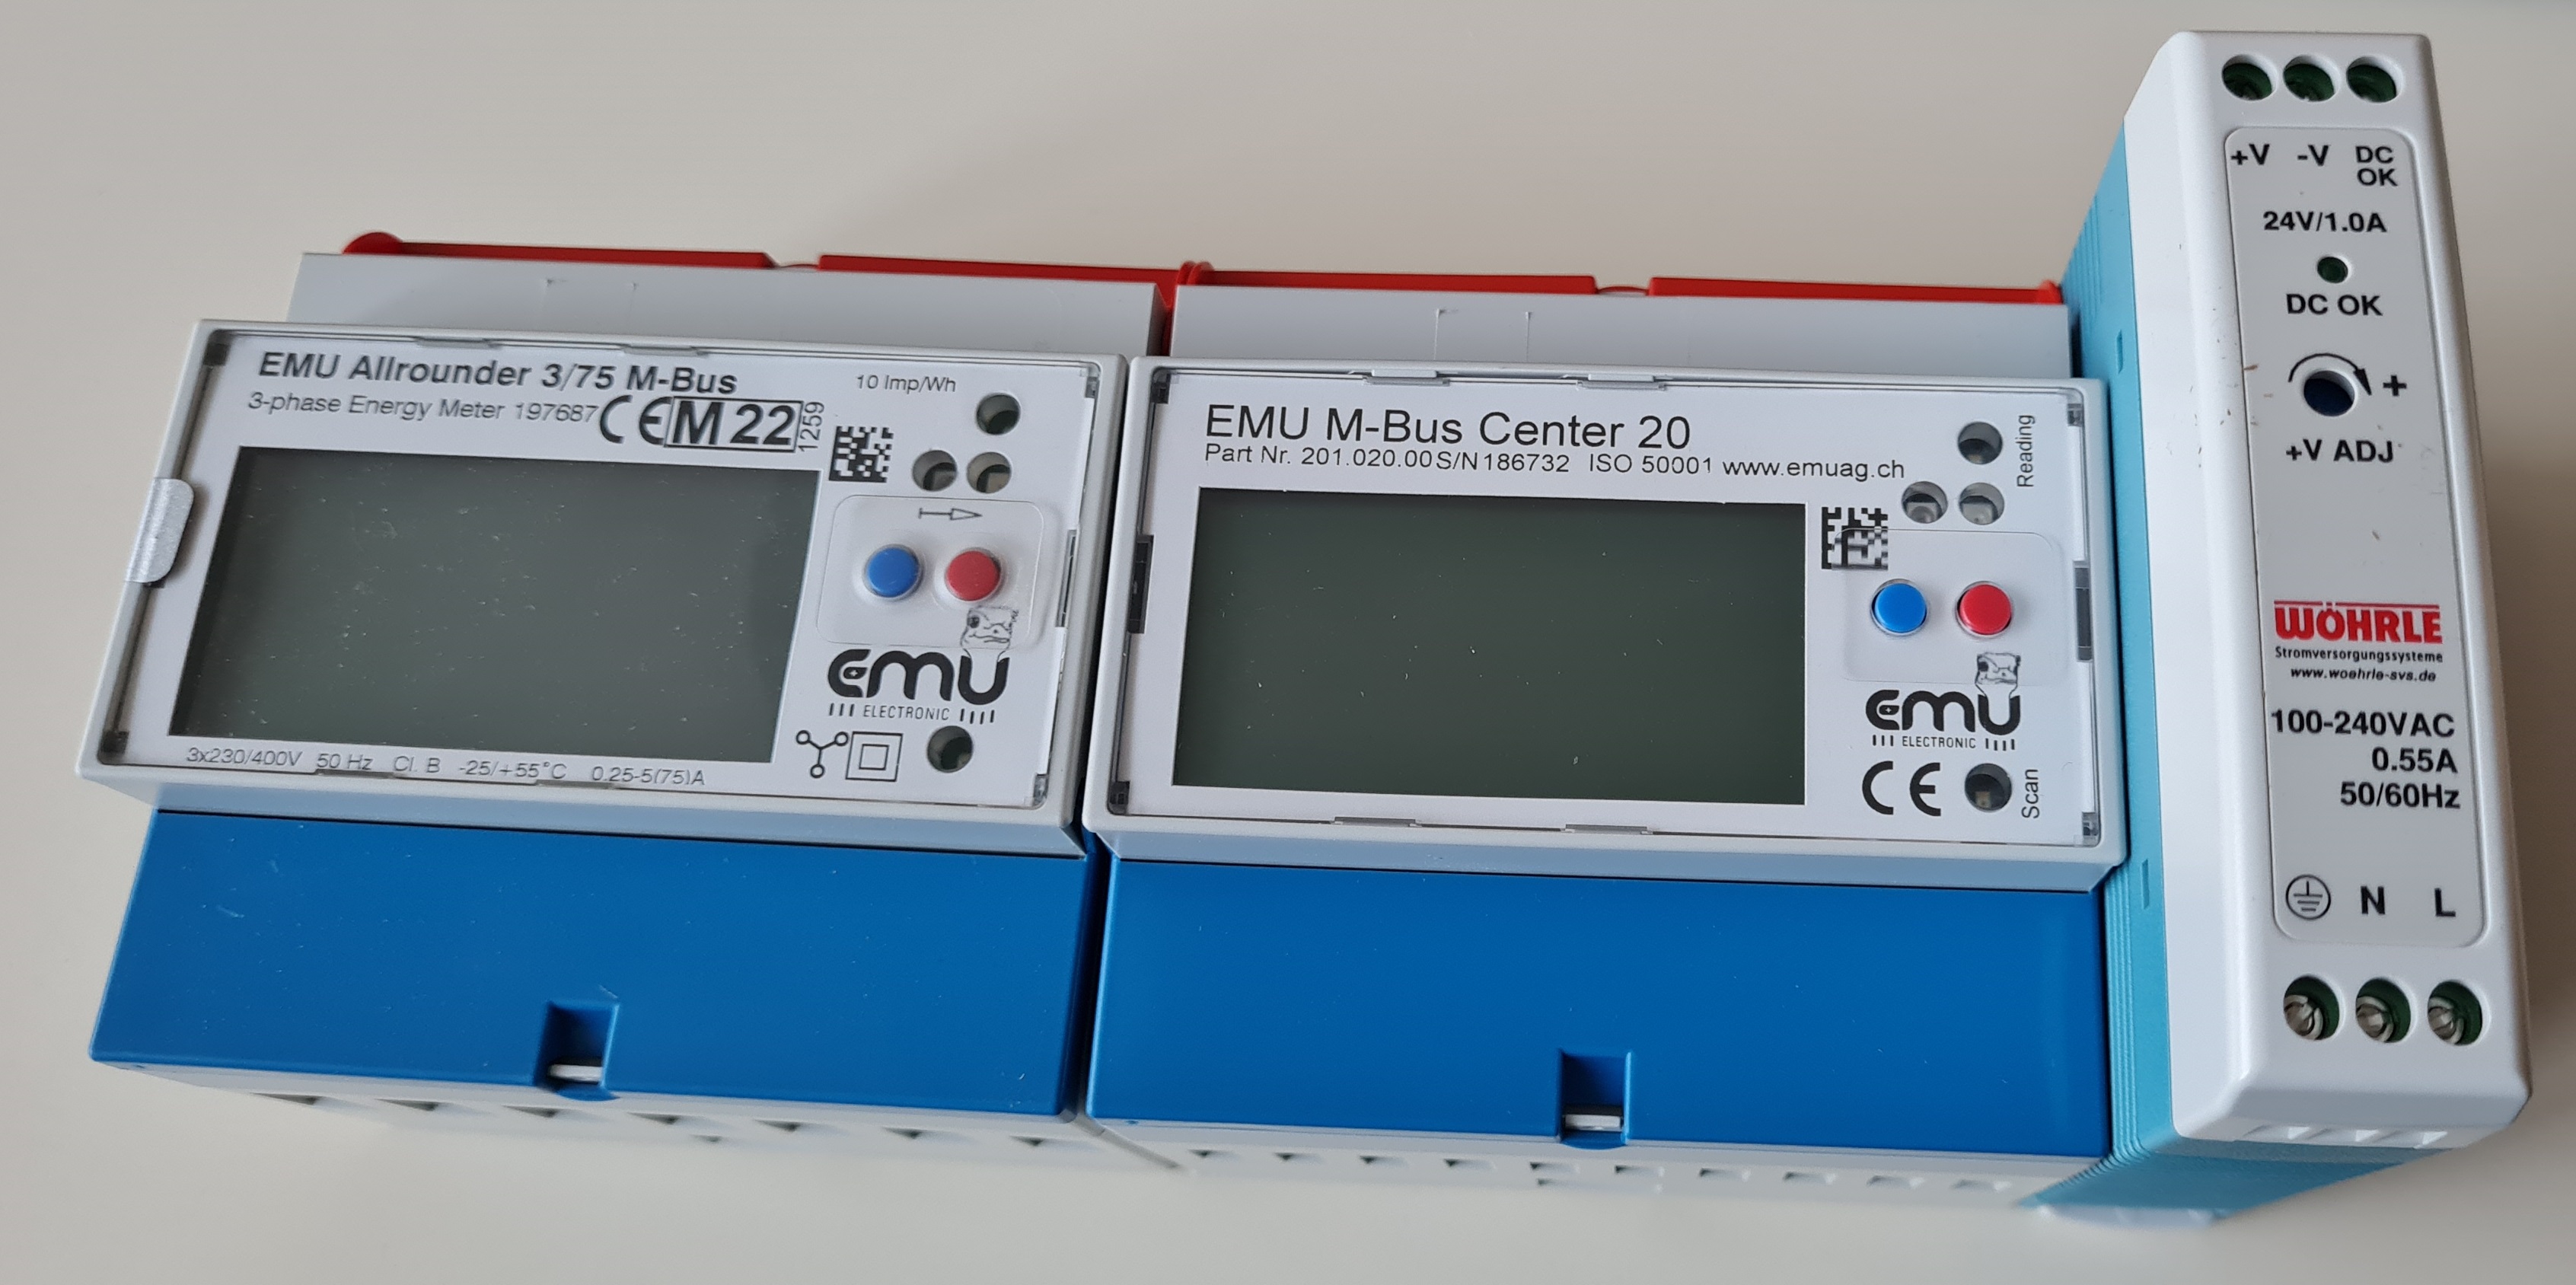 EMU Allrounder 3/75 M-Bus
3-phase Energy Meter 197687 CE M 22 1259
10 Imp/Wh
EMU
ELECTRONIC
3x230/400V 50 Hz Cl. B -25/+55°C 0.25-5(75)A
EMU M-Bus Center 20
Part Nr. 201.020.00 S/N 186732 ISO 50001 www.emuag.ch
Reading
EMU
ELECTRONIC
CE
Scan
+V -V DC OK
24V/1.0A
DC OK
+
+V ADJ
WÖHRLE
Stromversorgungssysteme
www.woehrle-svs.de
100-240VAC
0.55A
50/60Hz
N L